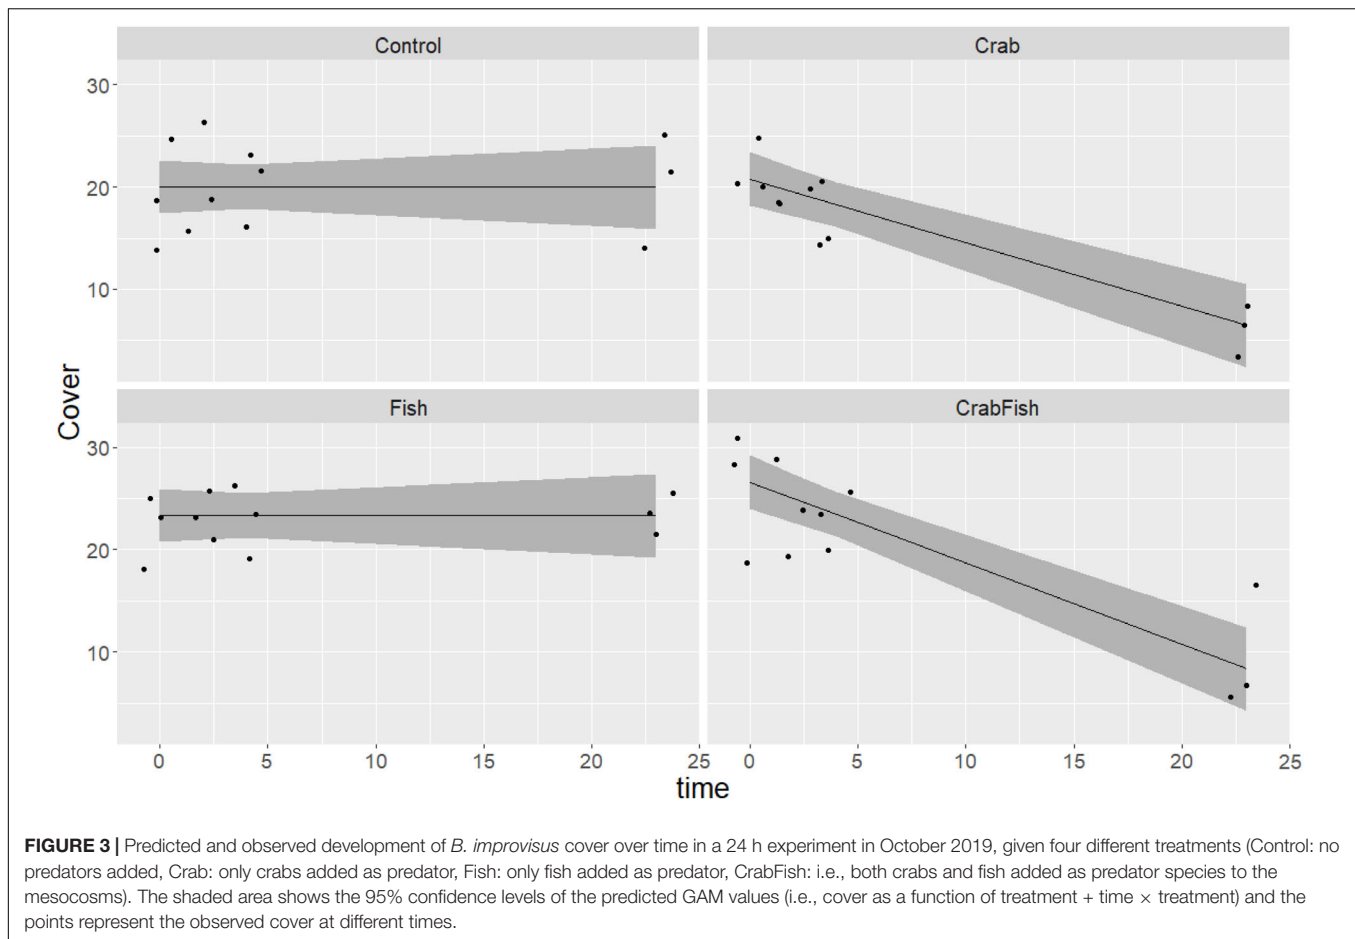 Control
Crab
30
20
10
Fish
CrabFish
30
20
10
Cover
0 5 10 15 20 25
0 5 10 15 20 25
time
FIGURE 3 | Predicted and observed development of B. improvisus cover over time in a 24 h experiment in October 2019, given four different treatments (Control: no
predators added, Crab: only crabs added as predator, Fish: only fish added as predator, CrabFish: i.e., both crabs and fish added as predator species to the
mesocosms). The shaded area shows the 95% confidence levels of the predicted GAM values (i.e., cover as a function of treatment + time × treatment) and the
points represent the observed cover at different times.